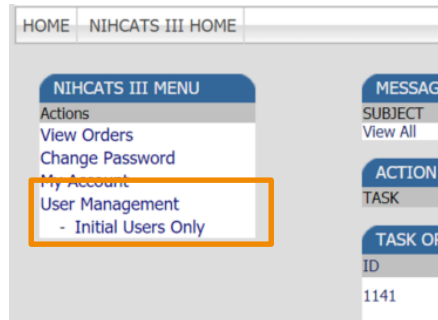 HOME NIHCATS III HOME
NIHCATS III MENU
Actions
View Orders
Change Password
My Account
User Management
- Initial Users Only
MESSAG
SUBJECT
View All
ACTION
TASK
TASK OF
ID
1141